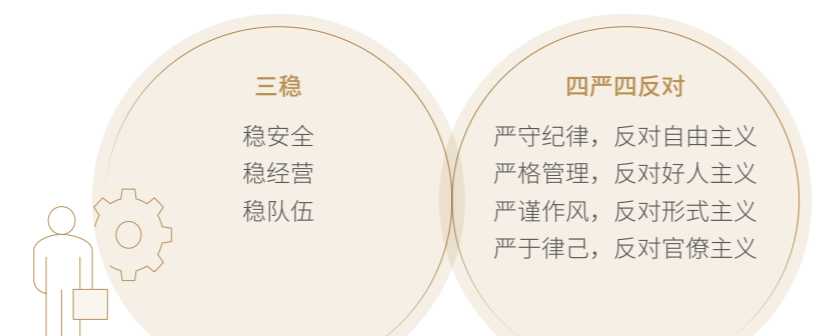 三稳
稳安全
稳经营
稳队伍
四严四反对
严守纪律，反对自由主义
严格管理，反对好人主义
严谨作风，反对形式主义
严于律己，反对官僚主义